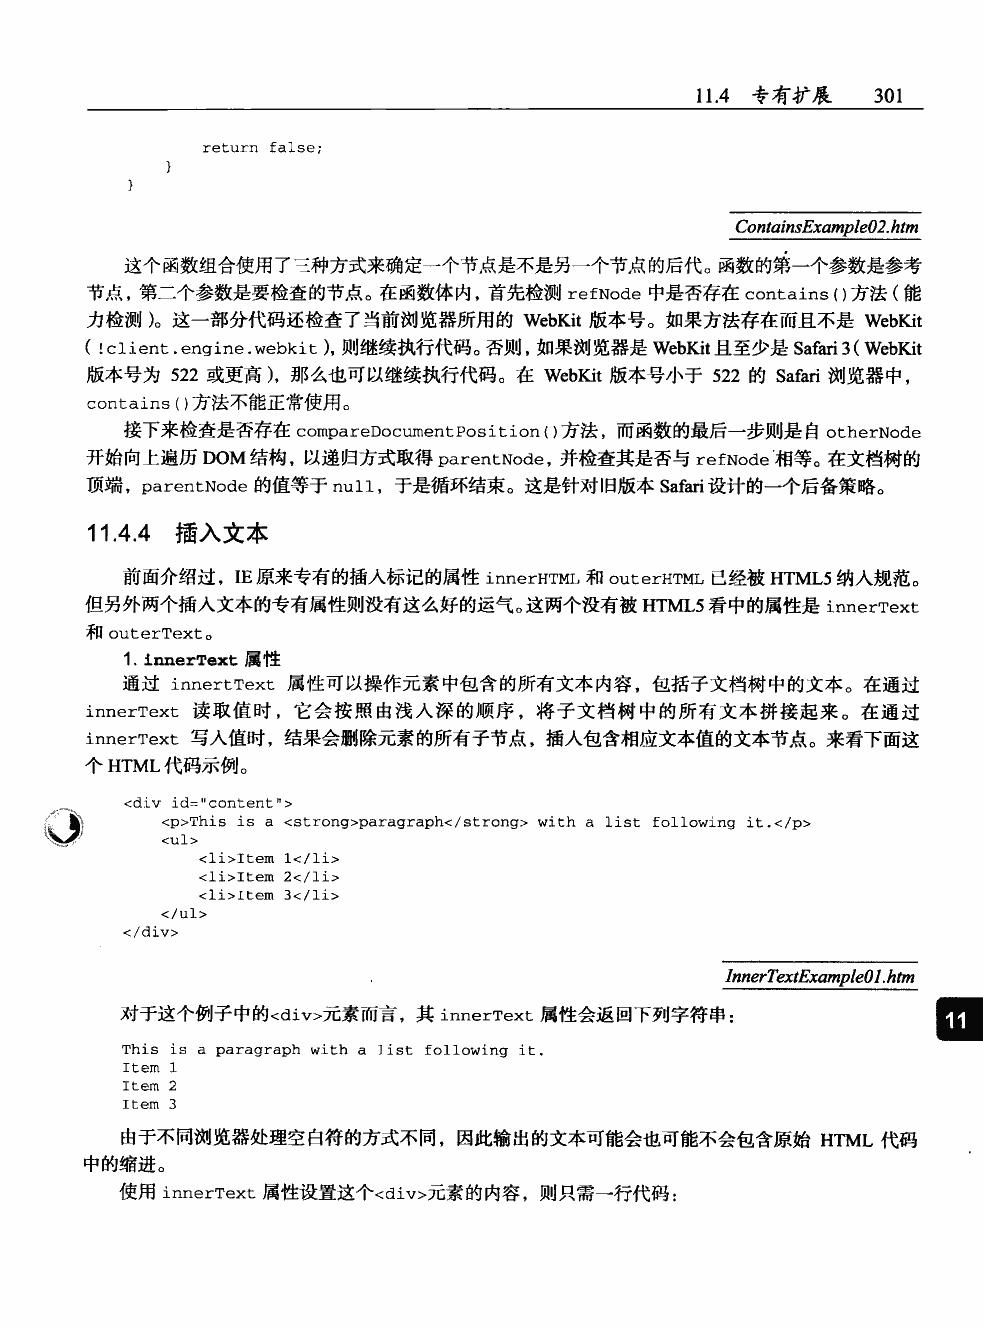 11.4 专有扩展 301
return false;
}
}
ContainsExample02.htm
这个函数组合使用了三种方式来确定一个节点是不是另一个节点的后代。函数的第一个参数是参考
节点，第二个参数是要检查的节点。在函数体内，首先检测 refNode 中是否存在 contains()方法（能
力检测）。这一部分代码还检查了当前浏览器所用的 WebKit 版本号。如果方法存在而且不是 WebKit
（!client.engine.webkit），则继续执行代码。否则，如果浏览器是 WebKit 且至少是 Safari 3（WebKit
版本号为 522 或更高），那么也可以继续执行代码。在 WebKit 版本号小于 522 的 Safari 浏览器中，
contains()方法不能正常使用。
接下来检查是否存在 compareDocumentPosition()方法，而函数的最后一步则是自 otherNode
开始向上遍历 DOM 结构，以递归方式取得 parentNode，并检查其是否与 refNode 相等。在文档树的
顶端，parentNode 的值等于 null，于是循环结束。这是针对旧版本 Safari 设计的一个后备策略。
11.4.4 插入文本
前面介绍过，IE 原来专有的插入标记的属性 innerHTML 和 outerHTML 已经被 HTML5 纳入规范。
但另外两个插入文本的专有属性则没有这么好的运气。这两个没有被 HTML5 看中的属性是 innerText
和 outerText。
1. innerText 属性
通过 innertText 属性可以操作元素中包含的所有文本内容，包括子文档树中的文本。在通过
innerText 读取值时，它会按照由浅入深的顺序，将子文档树中的所有文本拼接起来。在通过
innerText 写入值时，结果会删除元素的所有子节点，插入包含相应文本值的文本节点。来看下面这
个 HTML 代码示例。
<div id="content">
<p>This is a <strong>paragraph</strong> with a list following it.</p>
<ul>
<li>Item 1</li>
<li>Item 2</li>
<li>Item 3</li>
</ul>
</div>
InnerTextExample01.htm
对于这个例子中的<div>元素而言，其 innerText 属性会返回下列字符串：
11
This is a paragraph with a list following it.
Item 1
Item 2
Item 3
由于不同浏览器处理空白符的方式不同，因此输出的文本可能会也可能不会包含原始 HTML 代码
中的缩进。
使用 innerText 属性设置这个<div>元素的内容，则只需一行代码：